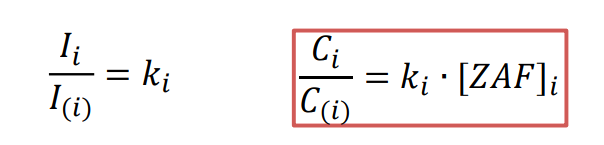 I_i / I_(i) = k_i
C_i / C_(i) = k_i · [ZAF]_i